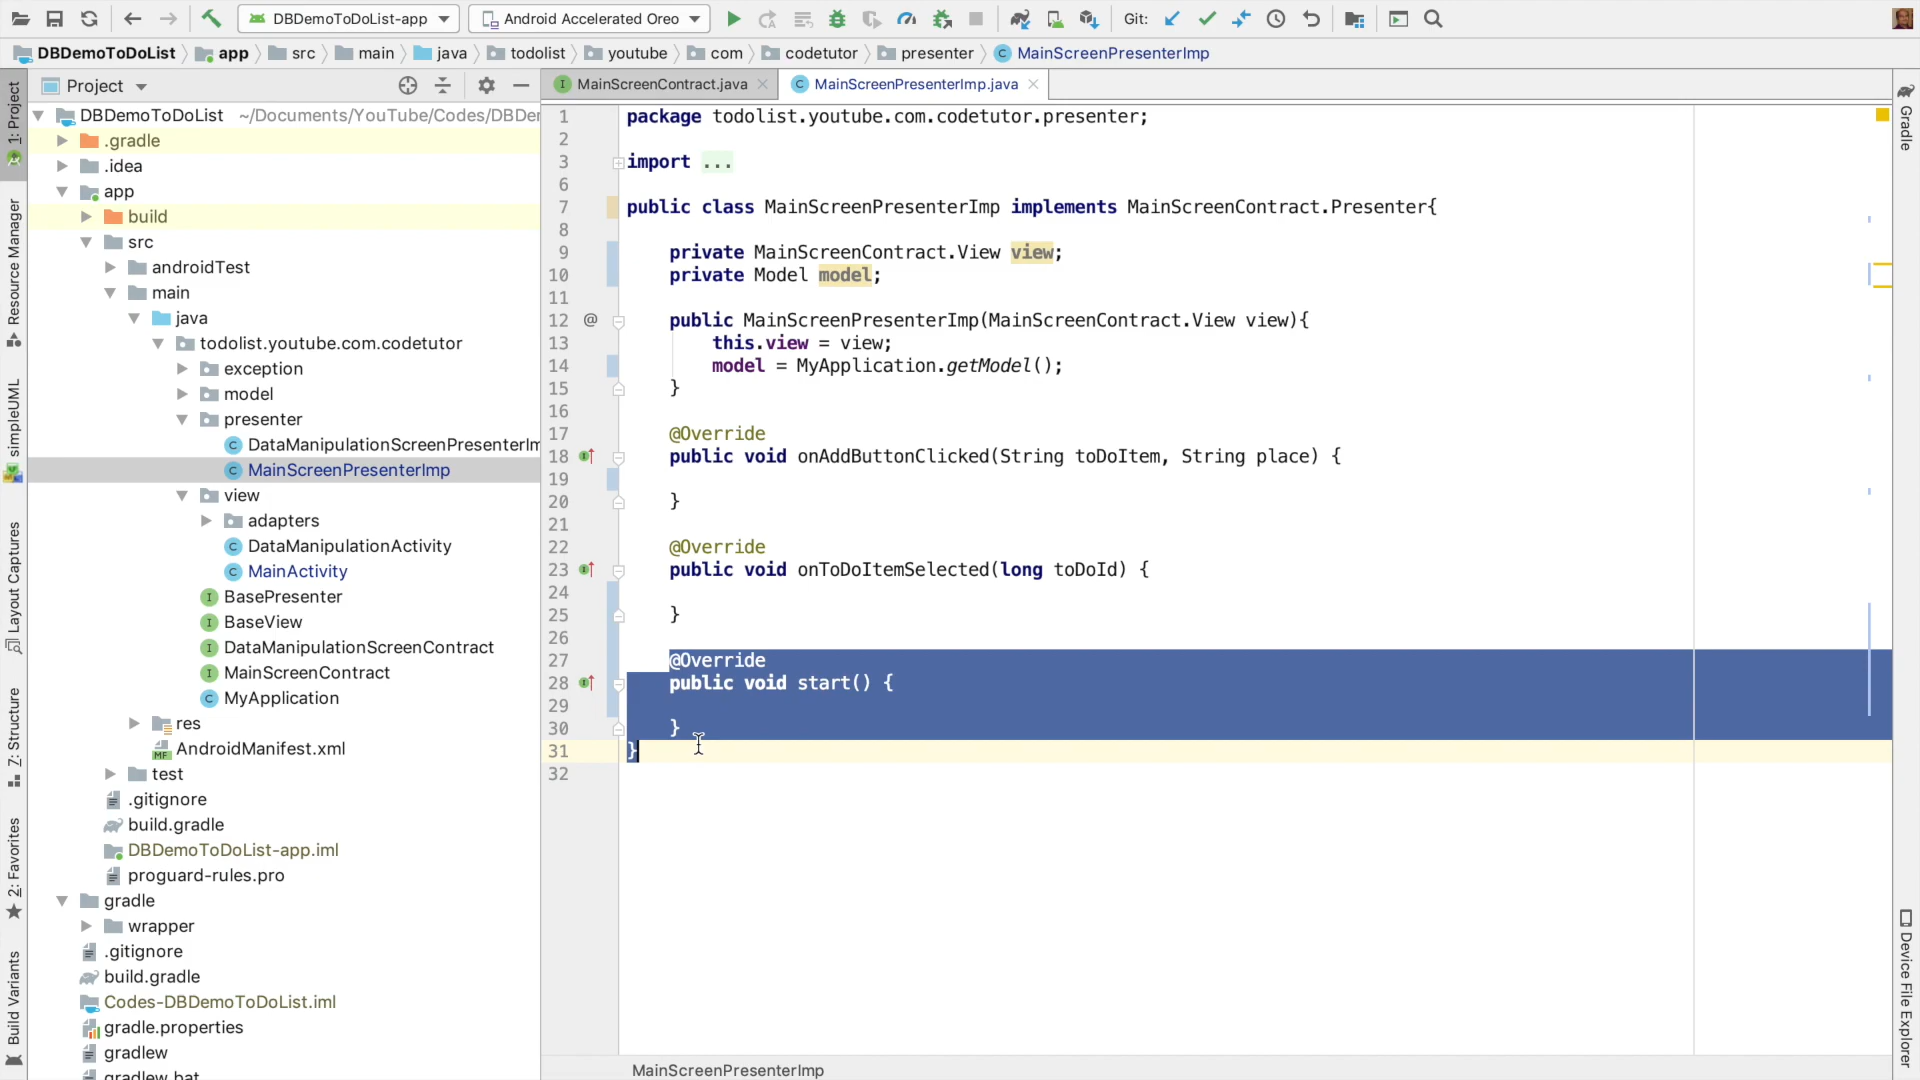 DBDemoToDoList-app
Android Accelerated Oreo
Git:
DBDemoToDoList
app
src
main
java
todolist
youtube
com
codetutor
presenter
MainScreenPresenterImp
Project
MainScreenContract.java
MainScreenPresenterImp.java
1: Project
Resource Manager
simpleUML
Layout Captures
7: Structure
2: Favorites
Build Variants
DBDemoToDoList ~/Documents/YouTube/Codes/DBDer
.gradle
.idea
app
build
src
androidTest
main
java
todolist.youtube.com.codetutor
exception
model
presenter
DataManipulationScreenPresenterIm
MainScreenPresenterImp
view
adapters
DataManipulationActivity
MainActivity
BasePresenter
BaseView
DataManipulationScreenContract
MainScreenContract
MyApplication
res
AndroidManifest.xml
test
.gitignore
build.gradle
DBDemoToDoList-app.iml
proguard-rules.pro
gradle
wrapper
.gitignore
build.gradle
Codes-DBDemoToDoList.iml
gradle.properties
gradlew
gradlew.bat
1 package todolist.youtube.com.codetutor.presenter;
2
3 import ...
6
7 public class MainScreenPresenterImp implements MainScreenContract.Presenter{
8
9 private MainScreenContract.View view;
10 private Model model;
11
12 @ public MainScreenPresenterImp(MainScreenContract.View view){
13 this.view = view;
14 model = MyApplication.getModel();
15 }
16
17 @Override
18 public void onAddButtonClicked(String toDoItem, String place) {
19
20 }
21
22 @Override
23 public void onToDoItemSelected(long toDoId) {
24
25 }
26
27 @Override
28 public void start() {
29
30 }
31 }
32
MainScreenPresenterImp
Gradle
Device File Explorer